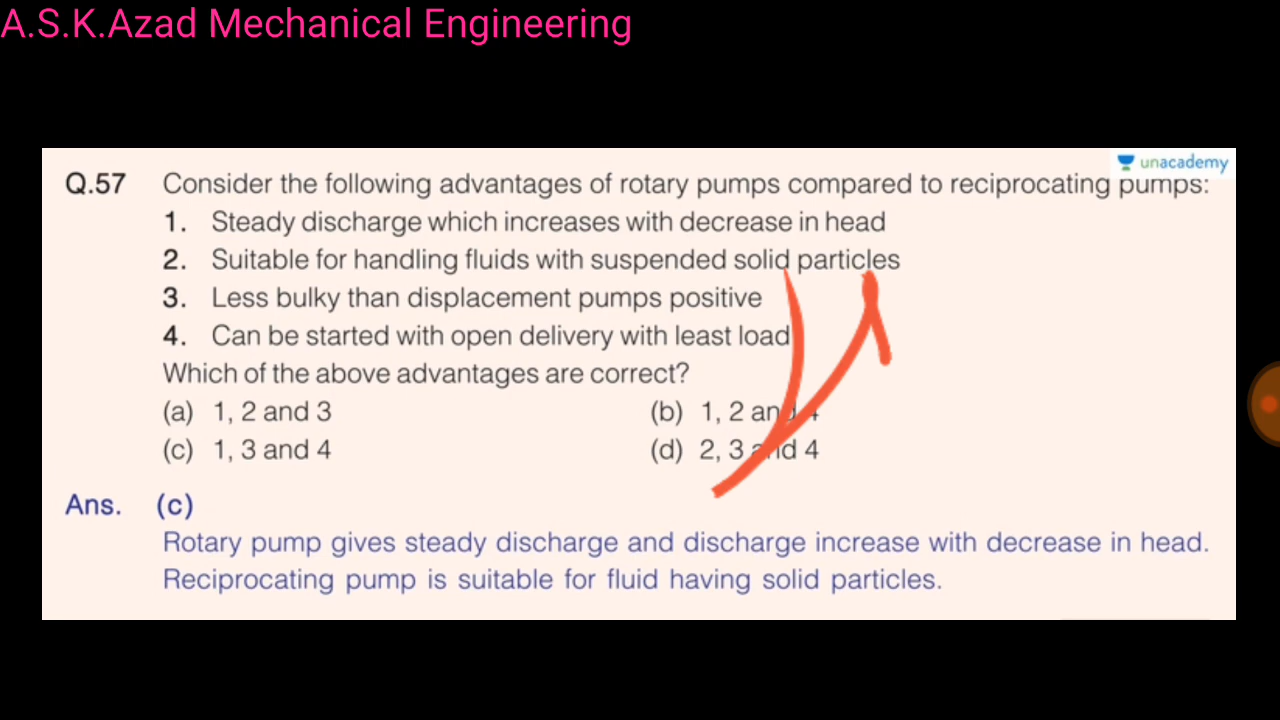 A.S.K.Azad Mechanical Engineering
unacademy
Q.57 Consider the following advantages of rotary pumps compared to reciprocating pumps:
1. Steady discharge which increases with decrease in head
2. Suitable for handling fluids with suspended solid particles
3. Less bulky than displacement pumps positive
4. Can be started with open delivery with least load
Which of the above advantages are correct?
(a) 1, 2 and 3 (b) 1, 2 and 4
(c) 1, 3 and 4 (d) 2, 3 and 4
Ans. (c)
Rotary pump gives steady discharge and discharge increase with decrease in head.
Reciprocating pump is suitable for fluid having solid particles.